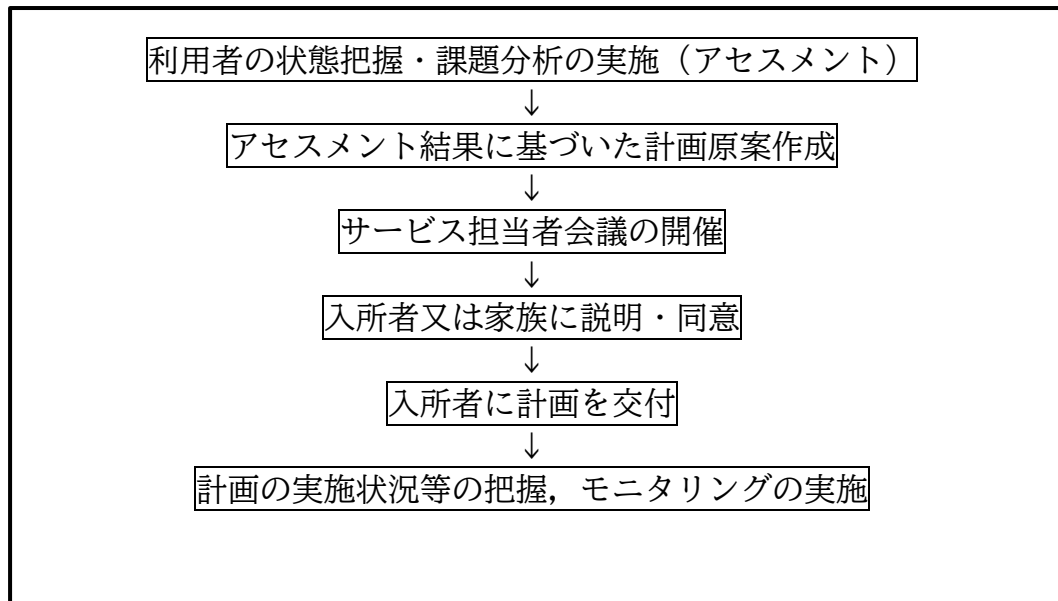 利用者の状態把握・課題分析の実施（アセスメント）
↓
アセスメント結果に基づいた計画原案作成
↓
サービス担当者会議の開催
↓
入所者又は家族に説明・同意
↓
入所者に計画を交付
↓
計画の実施状況等の把握，モニタリングの実施